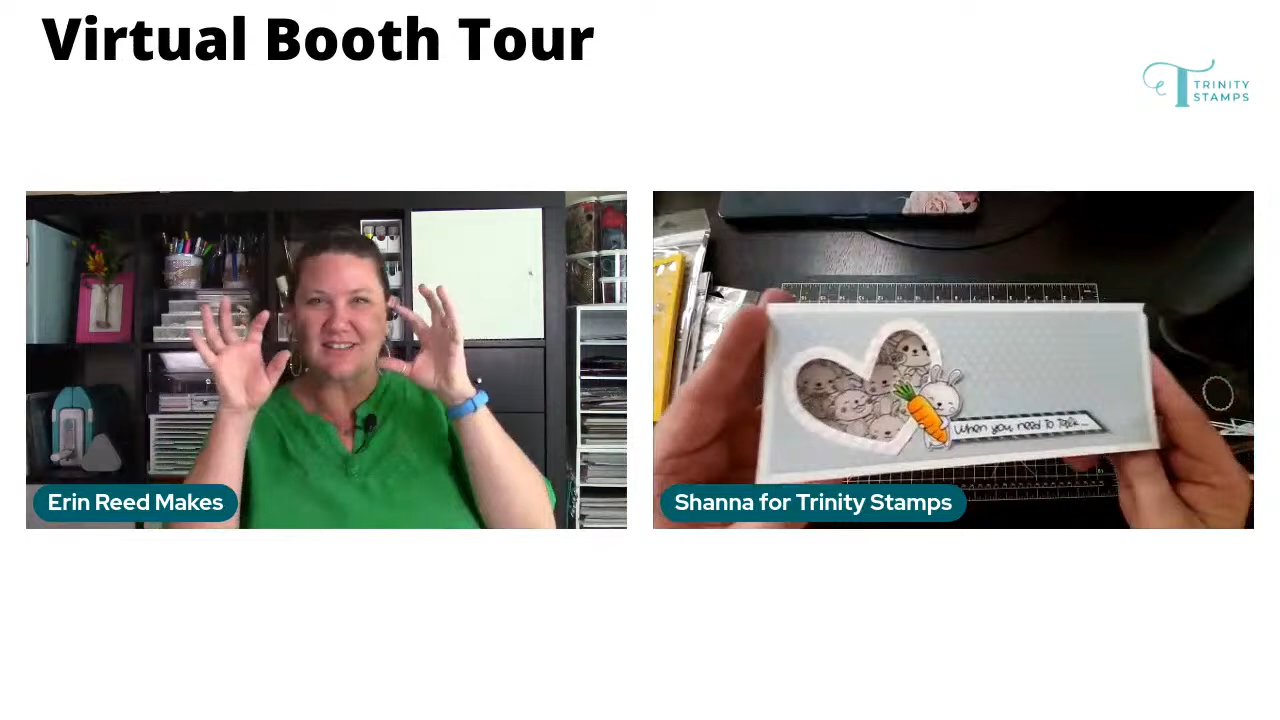 Virtual Booth Tour
TRINITY
STAMPS
Erin Reed Makes
Shanna for Trinity Stamps
when you need to talk...